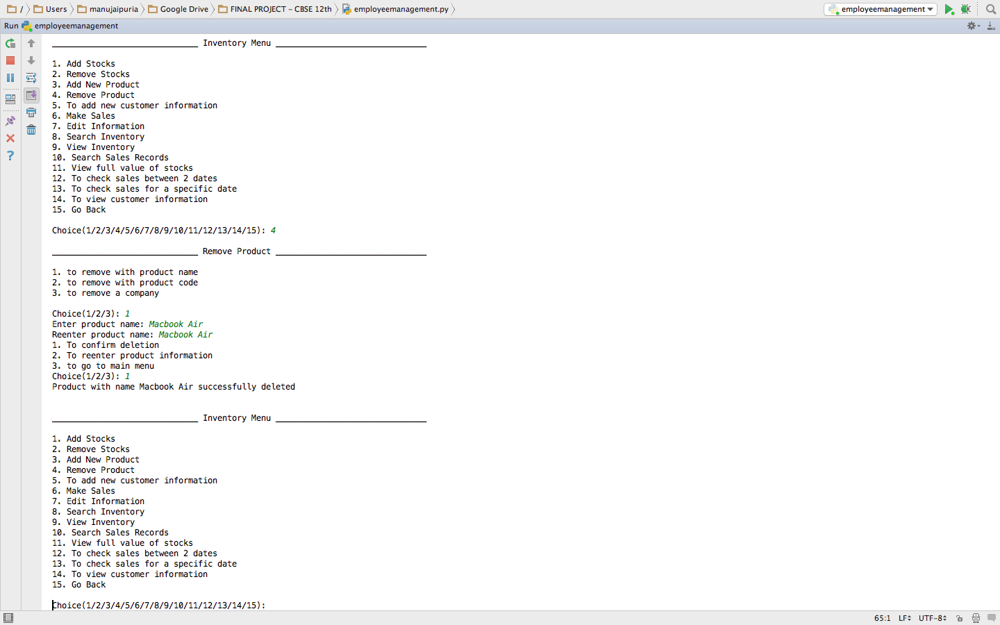 / Users manujaipuria Google Drive FINAL PROJECT – CBSE 12th employeemanagement.py employeemanagement
Run employeemanagement
______________________________ Inventory Menu _______________________________
1. Add Stocks
2. Remove Stocks
3. Add New Product
4. Remove Product
5. To add new customer information
6. Make Sales
7. Edit Information
8. Search Inventory
9. View Inventory
10. Search Sales Records
11. View full value of stocks
12. To check sales between 2 dates
13. To check sales for a specific date
14. To view customer information
15. Go Back
Choice(1/2/3/4/5/6/7/8/9/10/11/12/13/14/15): 4
______________________________ Remove Product _______________________________
1. to remove with product name
2. to remove with product code
3. to remove a company
Choice(1/2/3): 1
Enter product name: Macbook Air
Reenter product name: Macbook Air
1. To confirm deletion
2. To reenter product information
3. to go to main menu
Choice(1/2/3): 1
Product with name Macbook Air successfully deleted
______________________________ Inventory Menu _______________________________
1. Add Stocks
2. Remove Stocks
3. Add New Product
4. Remove Product
5. To add new customer information
6. Make Sales
7. Edit Information
8. Search Inventory
9. View Inventory
10. Search Sales Records
11. View full value of stocks
12. To check sales between 2 dates
13. To check sales for a specific date
14. To view customer information
15. Go Back
Choice(1/2/3/4/5/6/7/8/9/10/11/12/13/14/15):
65:1 LF UTF-8